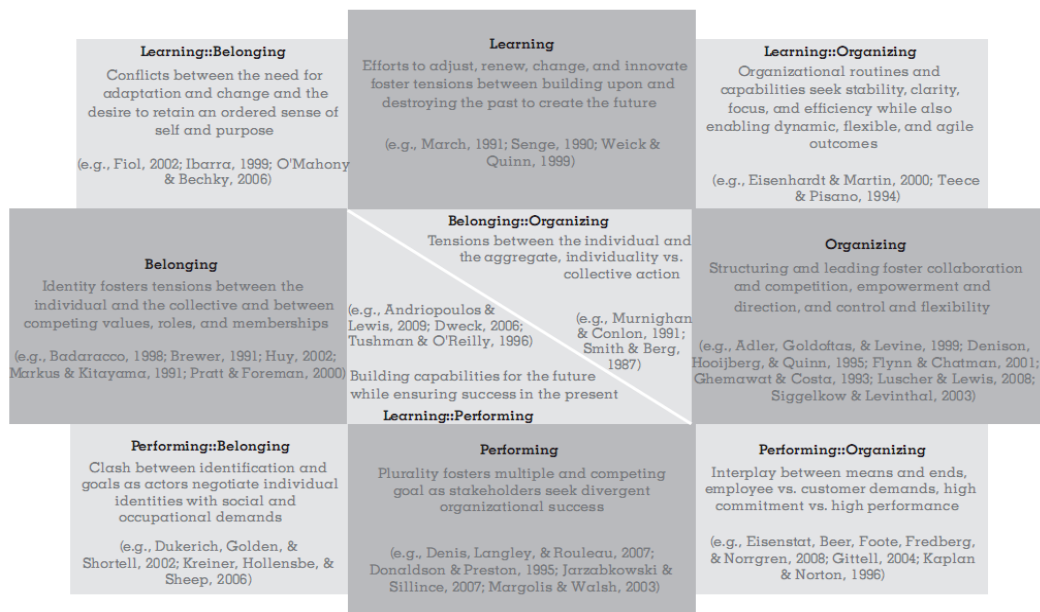 Learning::Belonging
Conflicts between the need for
adaptation and change and the
desire to retain an ordered sense of
self and purpose
(e.g., Fiol, 2002; Ibarra, 1999; O'Mahony
& Bechky, 2006)
Learning
Efforts to adjust, renew, change, and innovate
foster tensions between building upon and
destroying the past to create the future
(e.g., March, 1991; Senge, 1990; Weick &
Quinn, 1999)
Learning::Organizing
Organizational routines and
capabilities seek stability, clarity,
focus, and efficiency while also
enabling dynamic, flexible, and agile
outcomes
(e.g., Eisenhardt & Martin, 2000; Teece
& Pisano, 1994)
Belonging
Identity fosters tensions between the
individual and the collective and between
competing values, roles, and memberships
(e.g., Badaracco, 1998; Brewer, 1991; Huy, 2002;
Markus & Kitayama, 1991; Pratt & Foreman, 2000)
Belonging::Organizing
Tensions between the individual and
the aggregate, individuality vs.
collective action
(e.g., Murnighan
& Conlon, 1991;
Smith & Berg,
1987)
(e.g., Andriopoulos &
Lewis, 2009; Dweck, 2006;
Tushman & O'Reilly, 1996)
Building capabilities for the future
while ensuring success in the present
Learning::Performing
Organizing
Structuring and leading foster collaboration
and competition, empowerment and
direction, and control and flexibility
(e.g., Adler, Goldoftas, & Levine, 1999; Denison,
Hooijberg, & Quinn, 1995; Flynn & Chatman, 2001;
Ghemawat & Costa, 1993; Luscher & Lewis, 2008;
Siggelkow & Levinthal, 2003)
Performing::Belonging
Clash between identification and
goals as actors negotiate individual
identities with social and
occupational demands
(e.g., Dukerich, Golden, &
Shortell, 2002; Kreiner, Hollensbe, &
Sheep, 2006)
Performing
Plurality fosters multiple and competing
goal as stakeholders seek divergent
organizational success
(e.g., Denis, Langley, & Rouleau, 2007;
Donaldson & Preston, 1995; Jarzabkowski &
Sillince, 2007; Margolis & Walsh, 2003)
Performing::Organizing
Interplay between means and ends,
employee vs. customer demands, high
commitment vs. high performance
(e.g., Eisenstat, Beer, Foote, Fredberg,
& Norrgren, 2008; Gittell, 2004; Kaplan
& Norton, 1996)